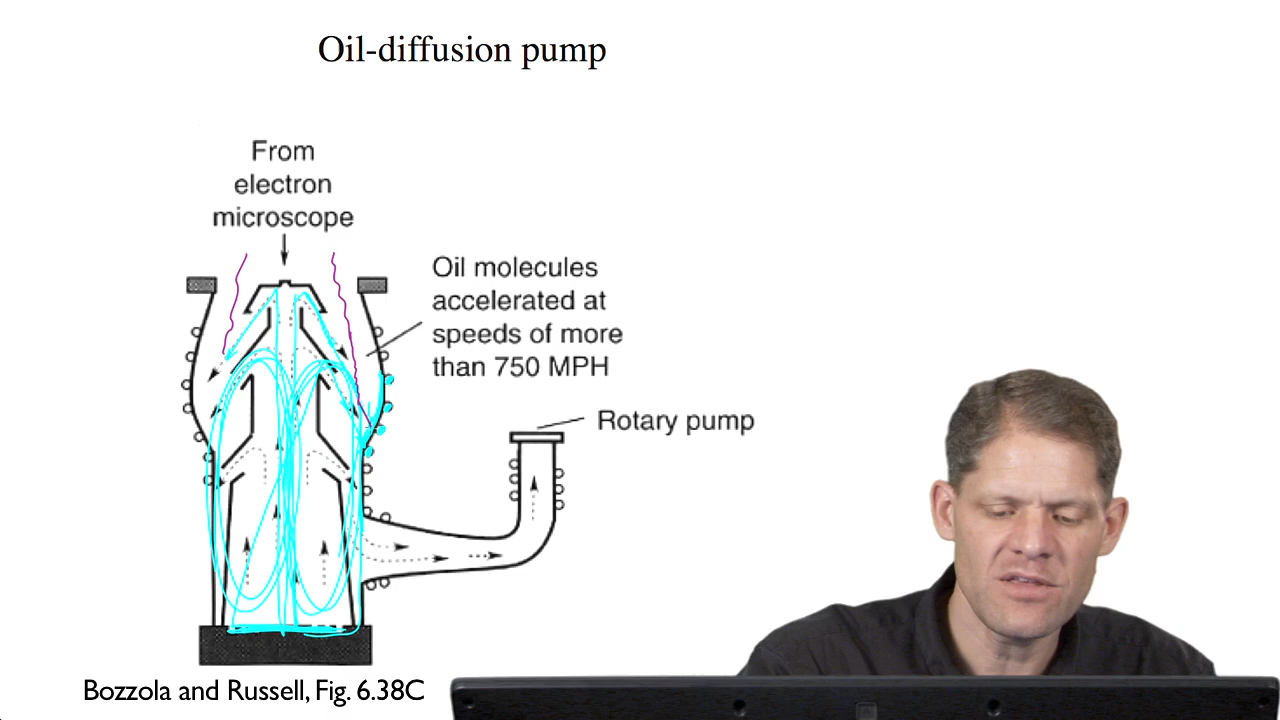 Oil-diffusion pump
From
electron
microscope
Oil molecules
accelerated at
speeds of more
than 750 MPH
Rotary pump
Bozzola and Russell, Fig. 6.38C